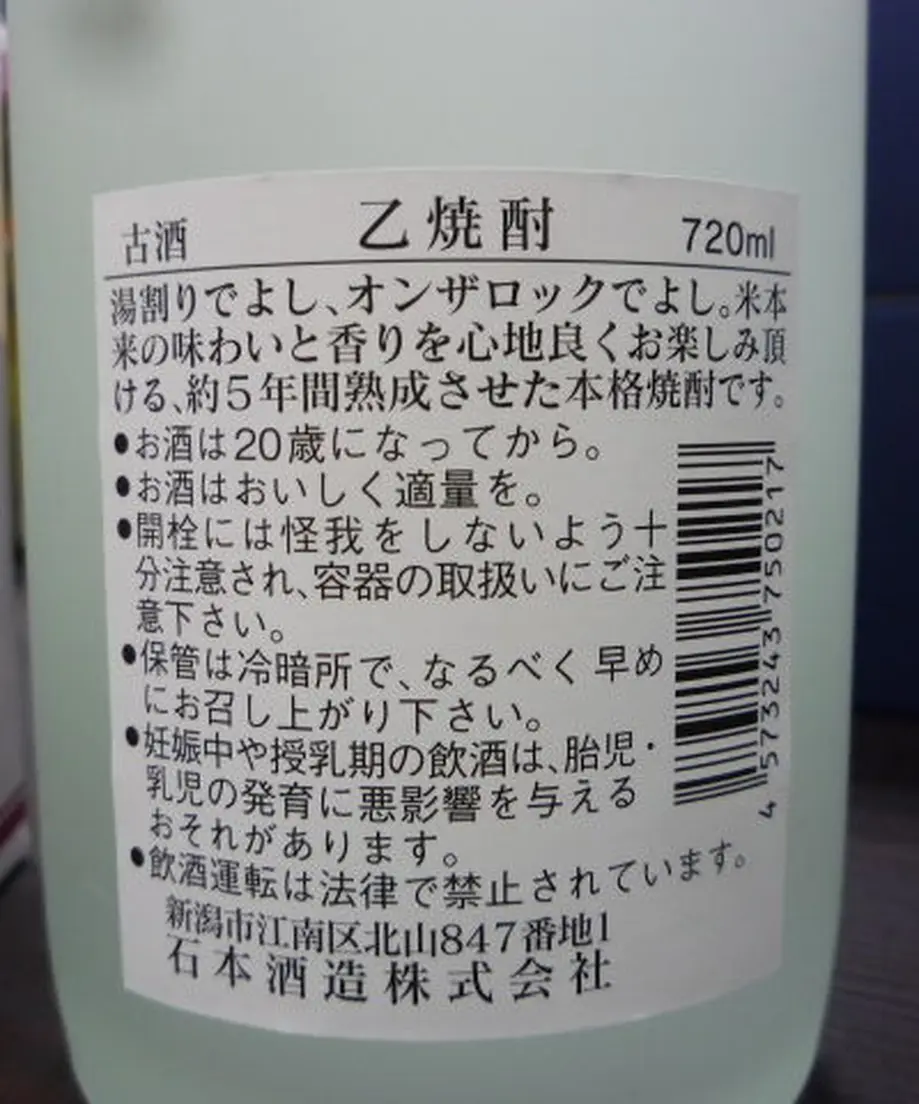 古酒 乙焼酎 720ml
湯割りでよし、オンザロックでよし。米本
来の味わいと香りを心地良くお楽しみ頂
ける、約5年間熟成させた本格焼酎です。
●お酒は20歳になってから。
●お酒はおいしく適量を。
●開栓には怪我をしないよう十
分注意され、容器の取扱いにご注
意下さい。
●保管は冷暗所で、なるべく早め
にお召し上がり下さい。
●妊娠中や授乳期の飲酒は、胎児・
乳児の発育に悪影響を与える
おそれがあります。
●飲酒運転は法律で禁止されています。
新潟市江南区北山847番地1
石本酒造株式会社
4573243750217